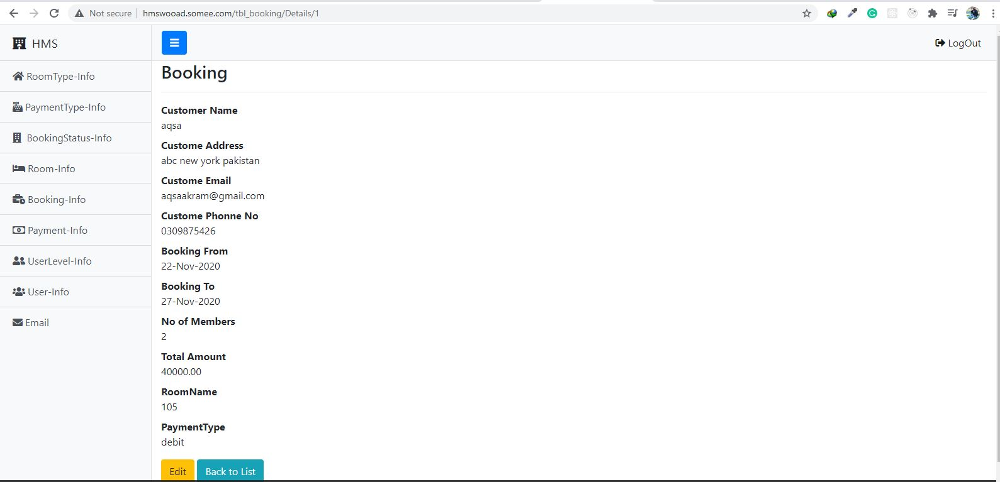 Not secure | hmswooad.somee.com/tbl_booking/Details/1
HMS
LogOut
RoomType-Info
PaymentType-Info
BookingStatus-Info
Room-Info
Booking-Info
Payment-Info
UserLevel-Info
User-Info
Email
Booking
Customer Name
aqsa
Custome Address
abc new york pakistan
Custome Email
aqsaakram@gmail.com
Custome Phonne No
0309875426
Booking From
22-Nov-2020
Booking To
27-Nov-2020
No of Members
2
Total Amount
40000.00
RoomName
105
PaymentType
debit
Edit Back to List